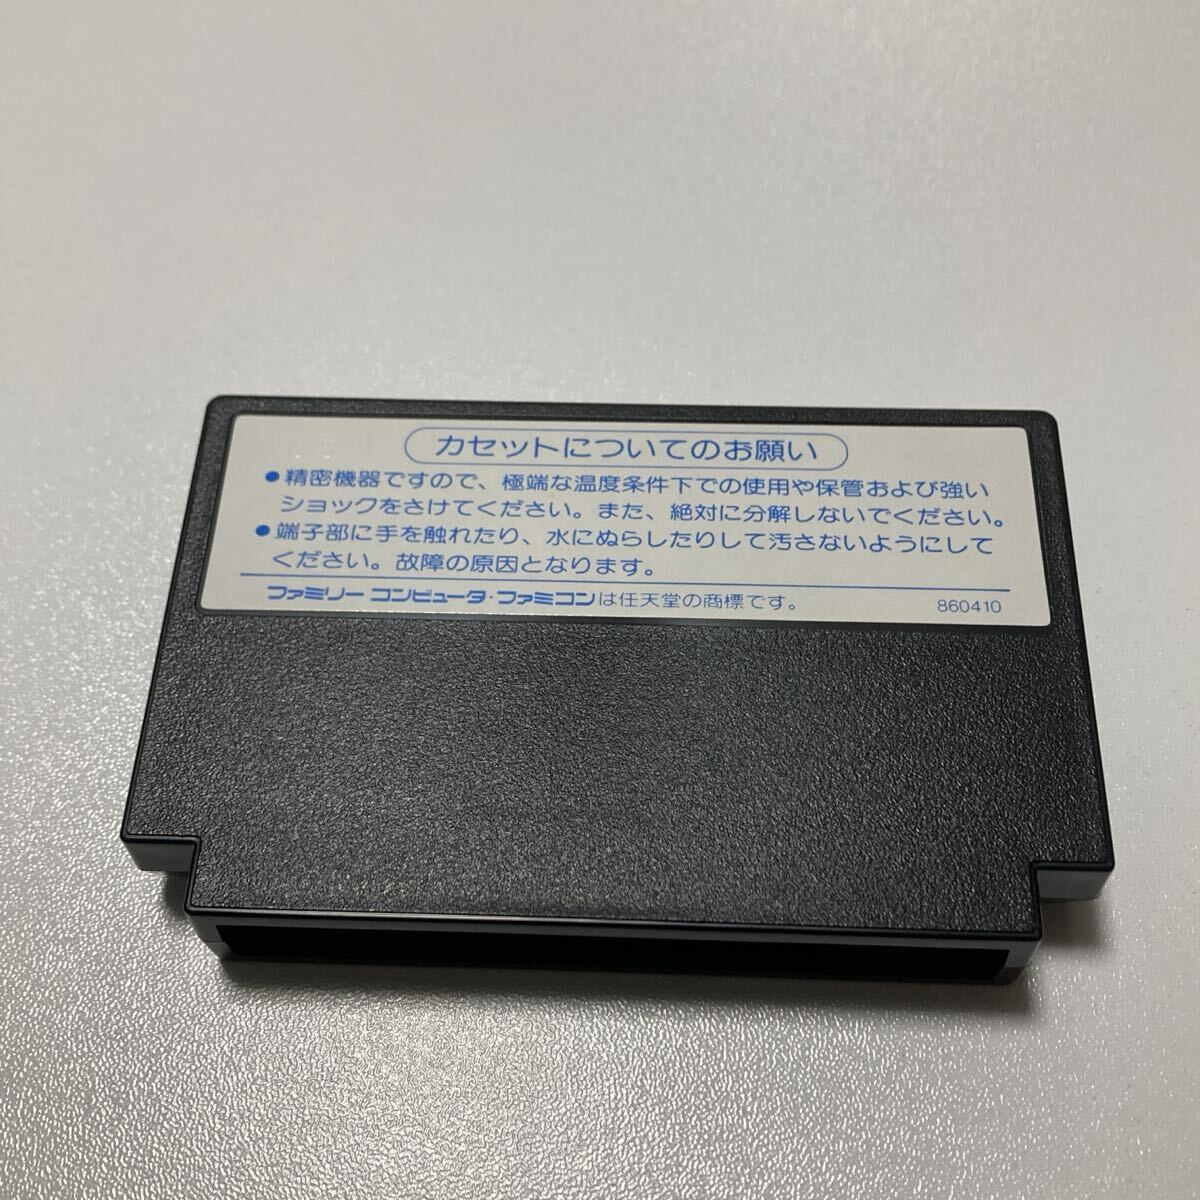 カセットについてのお願い
●精密機器ですので、極端な温度条件下での使用や保管および強い
ショックをさけてください。また、絶対に分解しないでください。
●端子部に手を触れたり、水にぬらしたりして汚さないようにして
ください。故障の原因となります。
ファミリー コンピュータ・ファミコンは任天堂の商標です。 860410